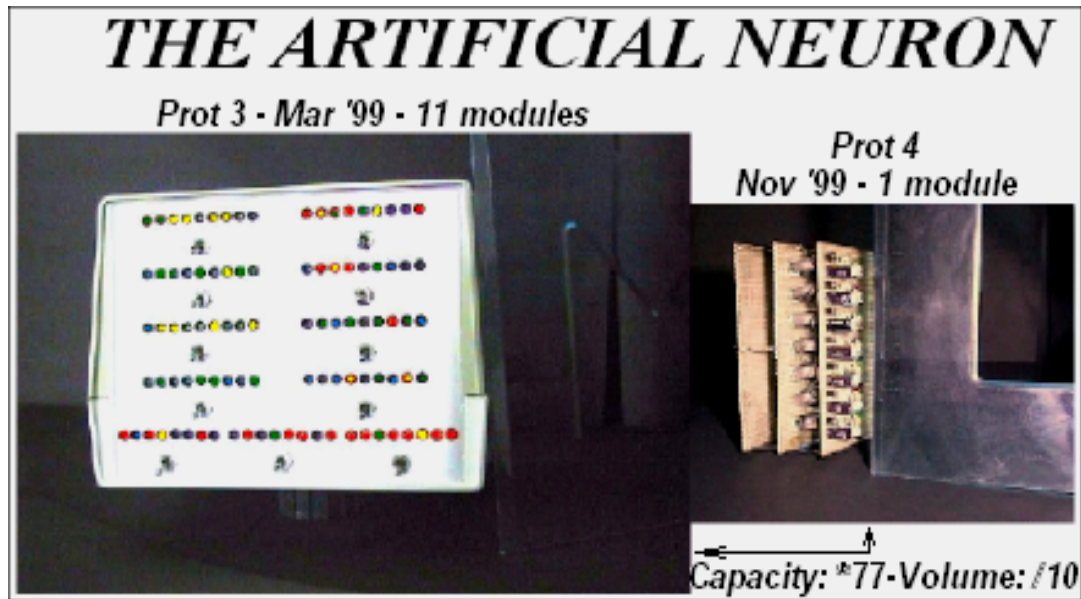 THE ARTIFICIAL NEURON
Prot 3 - Mar '99 - 11 modules
Prot 4
Nov '99 - 1 module
Capacity: *77-Volume: /10